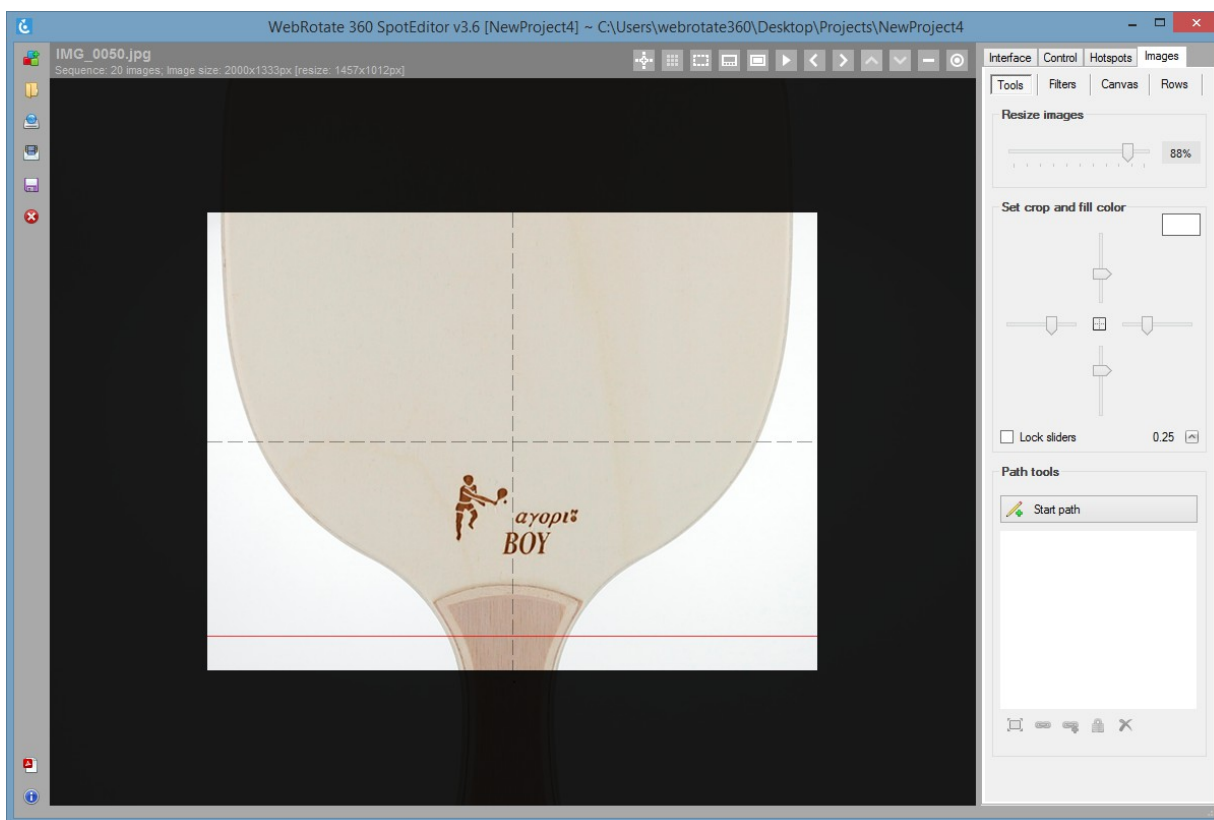 WebRotate 360 SpotEditor v3.6 [NewProject4] ~ C:\Users\webrotate360\Desktop\Projects\NewProject4
IMG_0050.jpg
Sequence: 20 images; Image size: 2000x1333px [resize: 1457x1012px]
Interface Control Hotspots Images
Tools Filters Canvas Rows
Resize images
88%
Set crop and fill color
Lock sliders 0.25
Path tools
Start path
αγορι
BOY